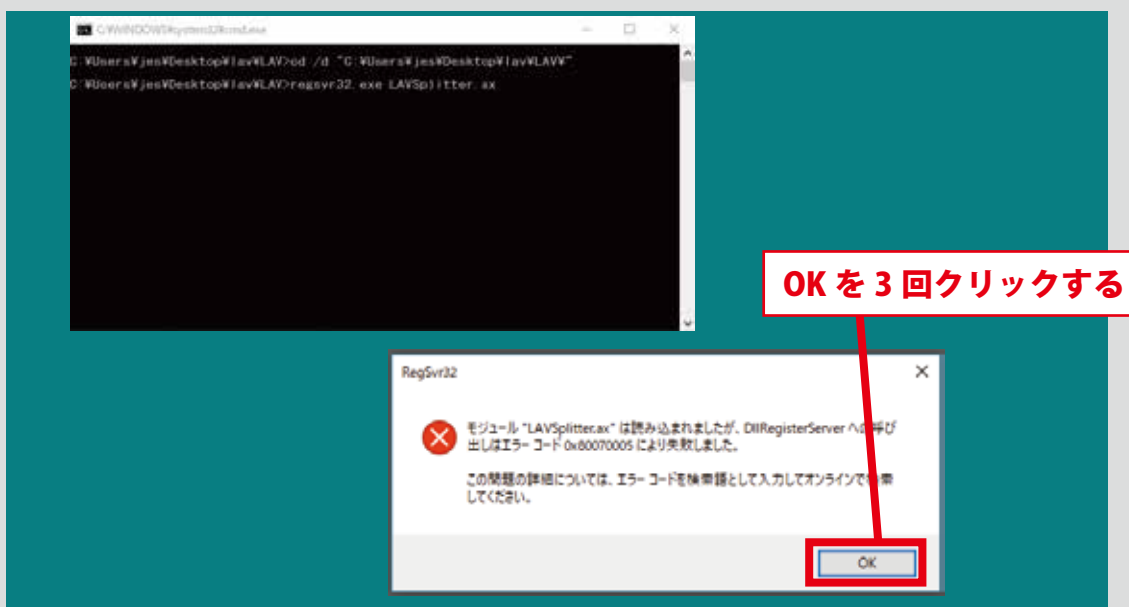 C:¥WINDOWS¥system32¥cmd.exe
C:¥Users¥jes¥Desktop¥lav¥LAV>cd /d "C:¥Users¥jes¥Desktop¥lav¥LAV¥"
C:¥Users¥jes¥Desktop¥lav¥LAV>regsvr32.exe LAVSplitter.ax
OK を 3 回クリックする
RegSvr32
モジュール "LAVSplitter.ax" は読み込まれましたが、DllRegisterServer への呼び
出しはエラー コード 0x80070005 により失敗しました。
この問題の詳細については、エラー コードを検索語として入力してオンラインで検索
してください。
OK